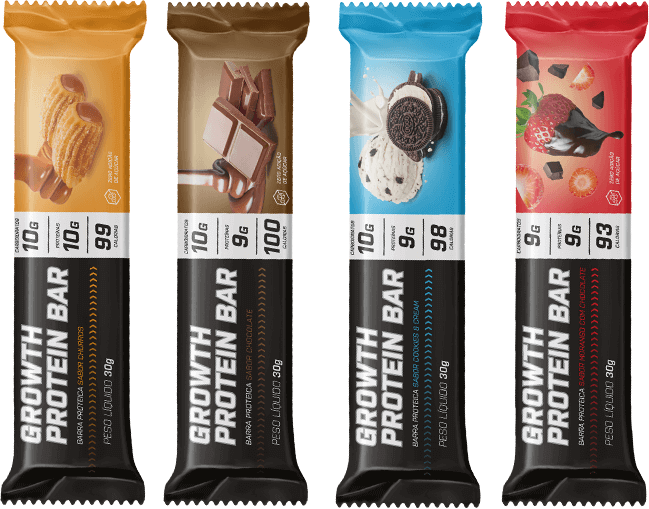 ZERO ADIÇÃO
DE AÇÚCAR
CARBOIDRATOS
10G
PROTEÍNAS
10G
99
CALORIAS
GROWTH
PROTEIN BAR
BARRA PROTEICA SABOR CHURROS
PESO LÍQUIDO 30g
ZERO ADIÇÃO
DE AÇÚCAR
CARBOIDRATOS
10G
PROTEÍNAS
9G
100
CALORIAS
GROWTH
PROTEIN BAR
BARRA PROTEICA SABOR CHOCOLATE
PESO LÍQUIDO 30g
CARBOIDRATOS
10G
PROTEÍNAS
9G
98
CALORIAS
GROWTH
PROTEIN BAR
BARRA PROTEICA SABOR COOKIES & CREAM
PESO LÍQUIDO 30g
ZERO ADIÇÃO
DE AÇÚCAR
CARBOIDRATOS
9G
PROTEÍNAS
9G
93
CALORIAS
GROWTH
PROTEIN BAR
BARRA PROTEICA SABOR MORANGO COM CHOCOLATE
PESO LÍQUIDO 30g